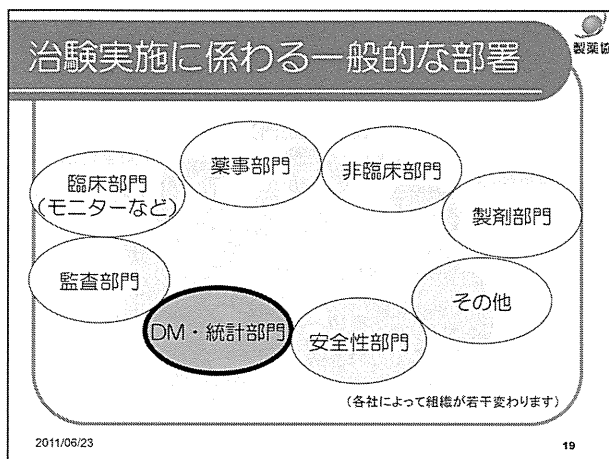 治験実施に係わる一般的な部署
製薬協
薬事部門
非臨床部門
臨床部門
(モニターなど)
製剤部門
監査部門
その他
DM・統計部門
安全性部門
(各社によって組織が若干変わります)
2011/06/23
19